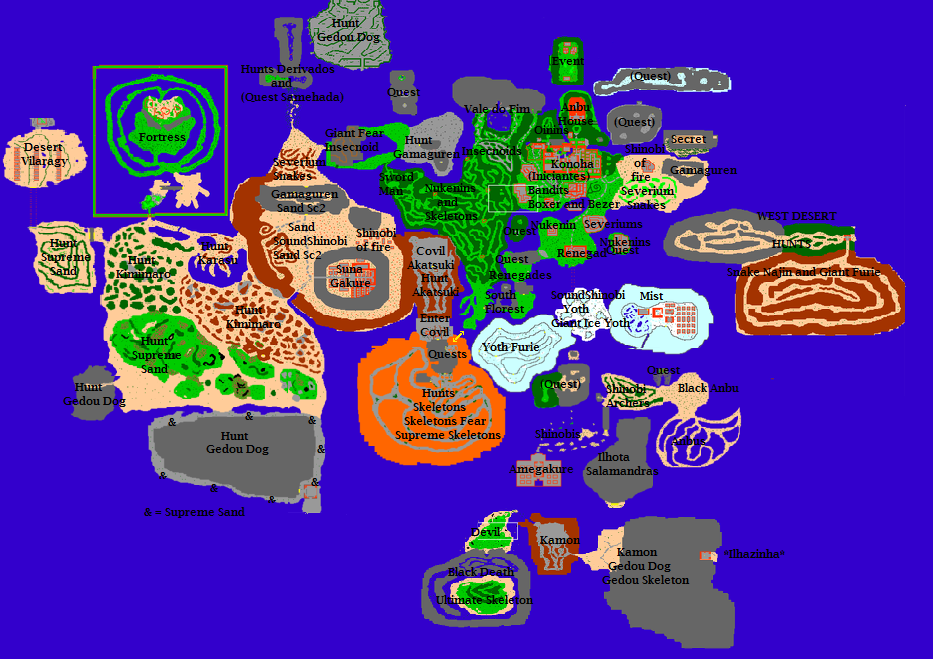 Hunt
Gedou Dog
Event
Hunts Derivados
and
(Quest Samehada)
Quest
(Quest)
Vale do Fim
Anbu
House
Oninis
(Quest)
Fortress
Giant Fear
Insecnoid
Hunt
Gamaguren
Insecnoids
Secret
Desert
Vilaragy
Shinobi
of
fire
Severium
Snakes
Gamaguren
Konoha
(Iniciantes)
Bandits
Boxer and Bezer
Severium
Snakes
Sword
Man
Nukenins
and
Skeletons
Gamaguren
Sand Sc2
Sand
SoundShinobi
Sand Sc2
Shinobi
of fire
Quest
Nukenin
Severiuns
Nukenins
Quest
Renegad
WEST DESERT
HUNTS
Snake Najin and Giant Furie
Hunt
Supreme
Sand
Hunt
Kimimaro
Hunt
Karasu
Suna
Gakure
Covil
Akatsuki
Hunt
Akatsuki
Quest
Renegades
South
Florest
SoundShinobi
Yoth
Giant Ice Yoth
Mist
Hunt
Kimimaro
Enter
Covil
Quests
Yoth Furie
Hunt
Supreme
Sand
Hunt
Gedou Dog
(Quest)
Quest
Shinobi
Archers
Black Anbu
Hunts
Skeletons
Skeletons Fear
Supreme Skeletons
Shinobis
Anbus
& & & & & & & &
Hunt
Gedou Dog
Amegakure
Ilhota
Salamandras
& = Supreme Sand
Devil
Kamon
Kamon
Gedou Dog
Gedou Skeleton
*Ilhazinha*
Black Death
Ultimate Skeleton